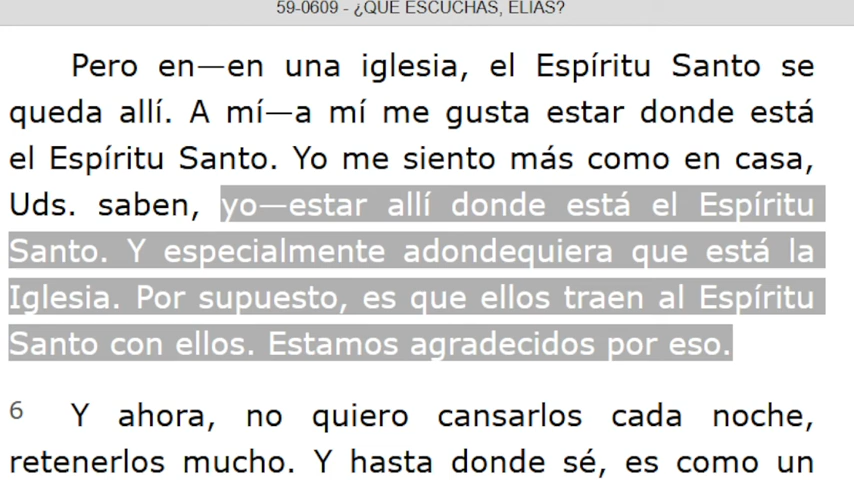 59-0609 - ¿QUÉ ESCUCHAS, ELÍAS?
Pero en—en una iglesia, el Espíritu Santo se
queda allí. A mí—a mí me gusta estar donde está
el Espíritu Santo. Yo me siento más como en casa,
Uds. saben, yo—estar allí donde está el Espíritu
Santo. Y especialmente adondequiera que está la
Iglesia. Por supuesto, es que ellos traen al Espíritu
Santo con ellos. Estamos agradecidos por eso.
6 Y ahora, no quiero cansarlos cada noche,
retenerlos mucho. Y hasta donde sé, es como un